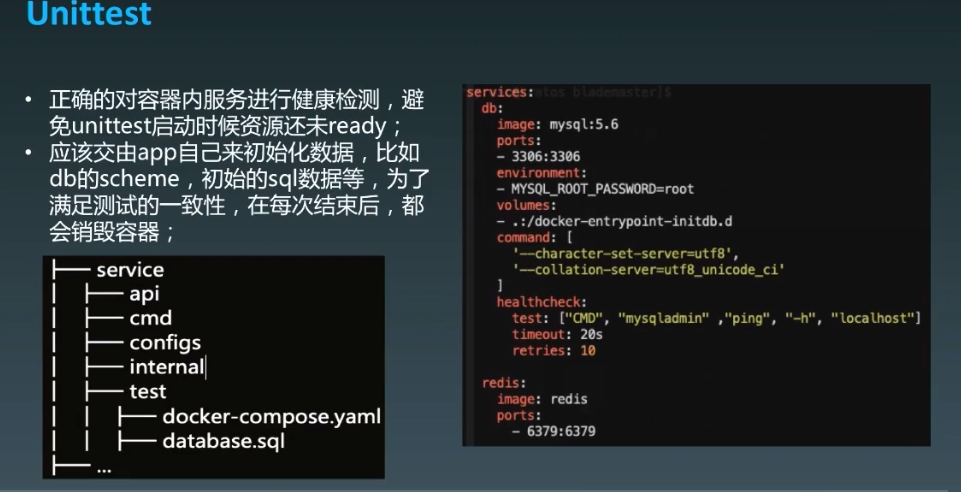 Unittest
• 正确的对容器内服务进行健康检测，避
免unittest启动时候资源还未ready；
• 应该交由app自己来初始化数据，比如
db的scheme，初始的sql数据等，为了
满足测试的一致性，在每次结束后，都
会销毁容器；
├── service
│ ├── api
│ ├── cmd
│ ├── configs
│ ├── internal
│ ├── test
│ │ ├── docker-compose.yaml
│ │ ├── database.sql
├── ...
services:
db:
image: mysql:5.6
ports:
- 3306:3306
environment:
- MYSQL_ROOT_PASSWORD=root
volumes:
- .:/docker-entrypoint-initdb.d
command: [
'--character-set-server=utf8',
'--collation-server=utf8_unicode_ci'
]
healthcheck:
test: ["CMD", "mysqladmin" ,"ping", "-h", "localhost"]
timeout: 20s
retries: 10
redis:
image: redis
ports:
- 6379:6379